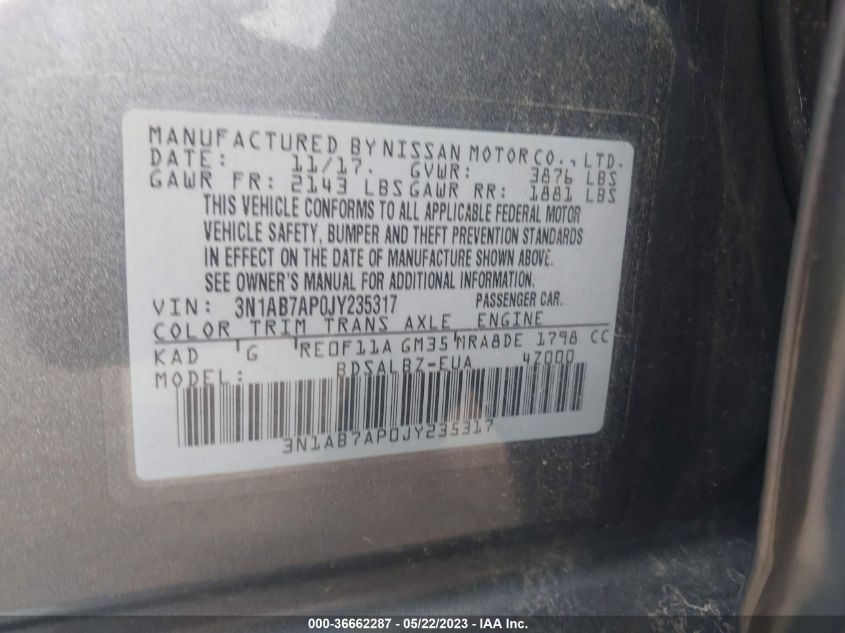 MANUFACTURED BY NISSAN MOTOR CO., LTD.
DATE: 11/17. GVWR: 3876 LBS
GAWR FR: 2143 LBS GAWR RR: 1881 LBS
THIS VEHICLE CONFORMS TO ALL APPLICABLE FEDERAL MOTOR
VEHICLE SAFETY, BUMPER AND THEFT PREVENTION STANDARDS
IN EFFECT ON THE DATE OF MANUFACTURE SHOWN ABOVE.
SEE OWNER'S MANUAL FOR ADDITIONAL INFORMATION.
VIN: 3N1AB7AP0JY235317 PASSENGER CAR.
COLOR TRIM TRANS AXLE ENGINE
KAD G RE0F11A GM35 MRA8DE 1798 CC
MODEL: BDSALBZ-EUA 4Z000
3N1AB7AP0JY235317
000-36662287 - 05/22/2023 - IAA Inc.